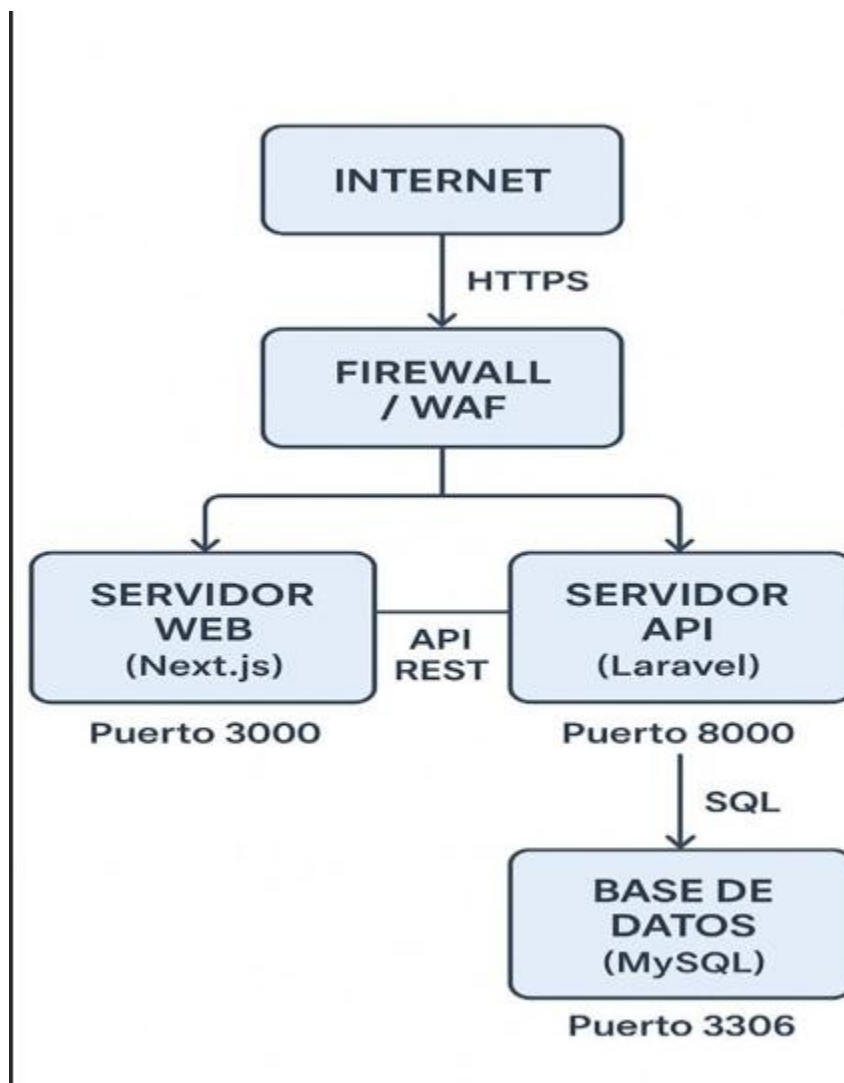 INTERNET
HTTPS
FIREWALL
/ WAF
SERVIDOR
WEB
(Next.js)
API
REST
SERVIDOR
API
(Laravel)
Puerto 3000
Puerto 8000
SQL
BASE DE
DATOS
(MySQL)
Puerto 3306